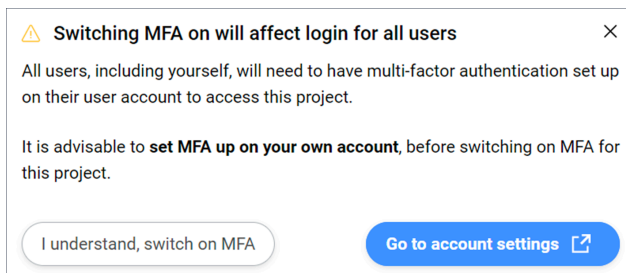 Switching MFA on will affect login for all users
All users, including yourself, will need to have multi-factor authentication set up
on their user account to access this project.
It is advisable to set MFA up on your own account, before switching on MFA for
this project.
I understand, switch on MFA
Go to account settings